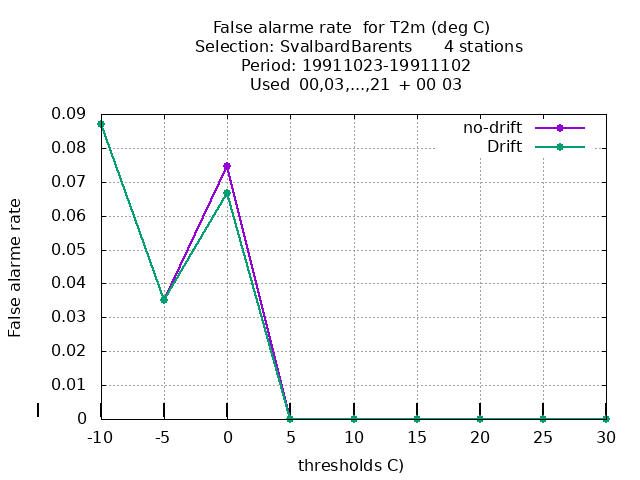 False alarme rate for T2m (deg C)
Selection: SvalbardBarents 4 stations
Period: 19911023-19911102
Used 00,03,...,21 + 00 03
no-drift
Drift
False alarme rate
0.09
0.08
0.07
0.06
0.05
0.04
0.03
0.02
0.01
0
-10 -5 0 5 10 15 20 25 30
thresholds C)